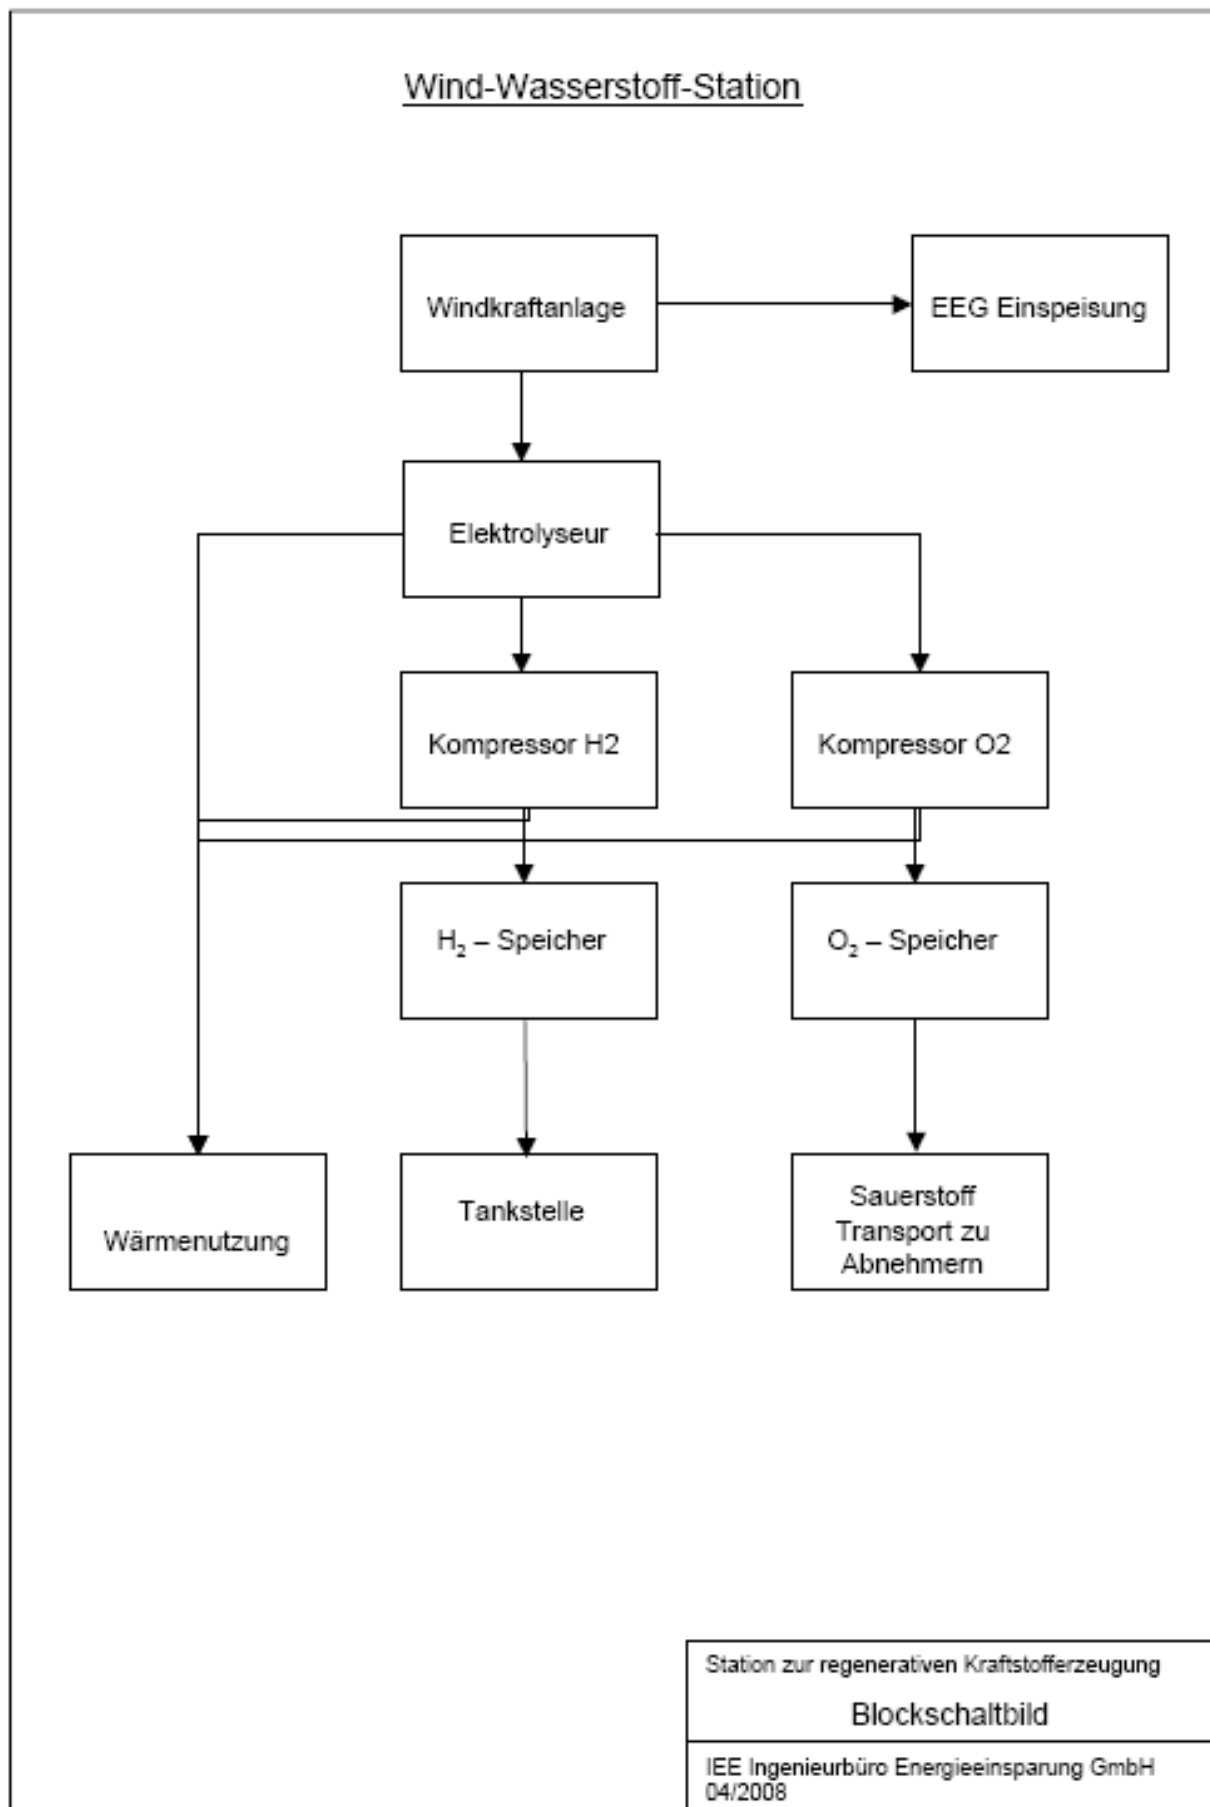 Wind-Wasserstoff-Station
Windkraftanlage
EEG Einspeisung
Elektrolyseur
Kompressor H2
Kompressor O2
H₂ – Speicher
O₂ – Speicher
Wärmenutzung
Tankstelle
Sauerstoff
Transport zu
Abnehmern
Station zur regenerativen Kraftstofferzeugung
Blockschaltbild
IEE Ingenieurbüro Energieeinsparung GmbH
04/2008